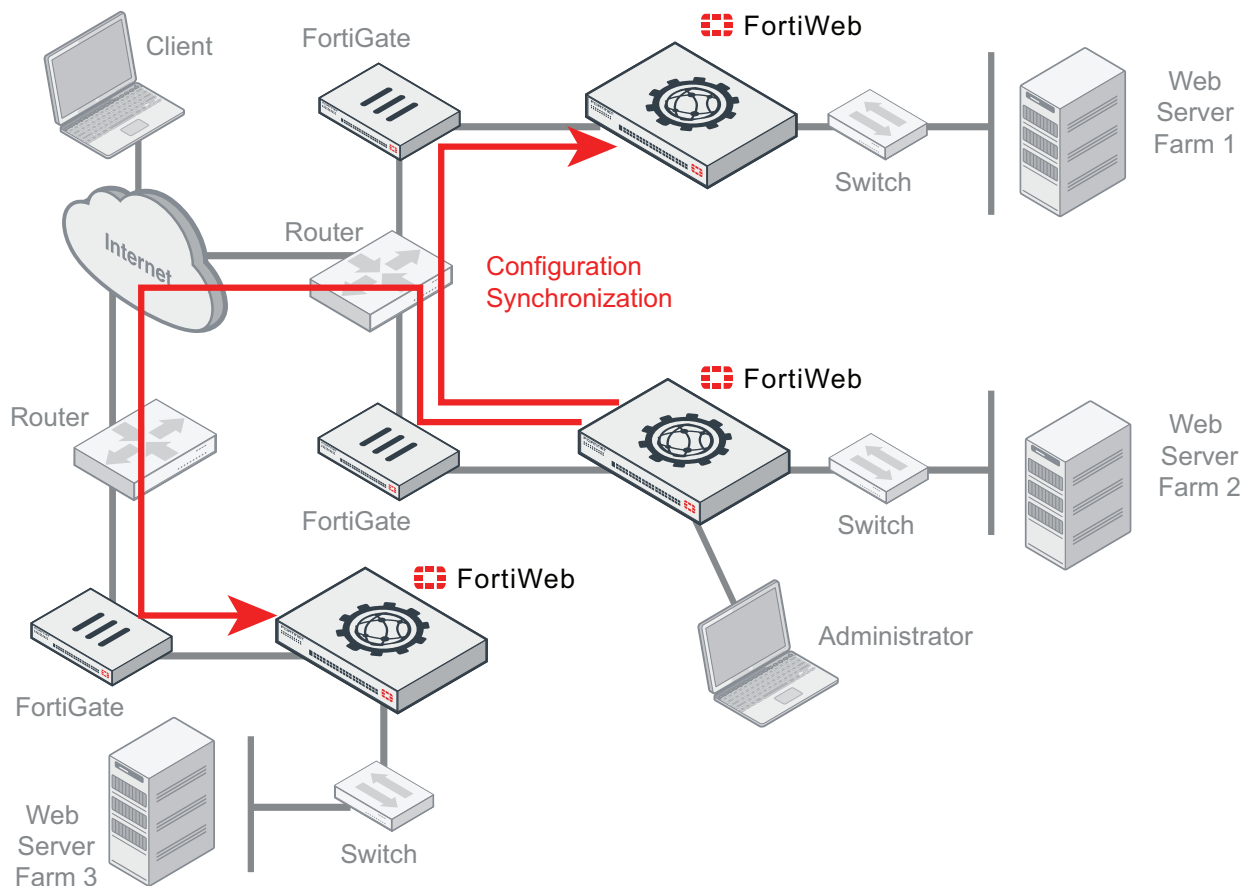 Client
FortiGate
FortiWeb
Web
Server
Farm 1
Switch
Router
Internet
Configuration
Synchronization
FortiWeb
Router
Web
Server
Farm 2
Switch
FortiGate
FortiWeb
Administrator
FortiGate
Web
Server
Farm 3
Switch